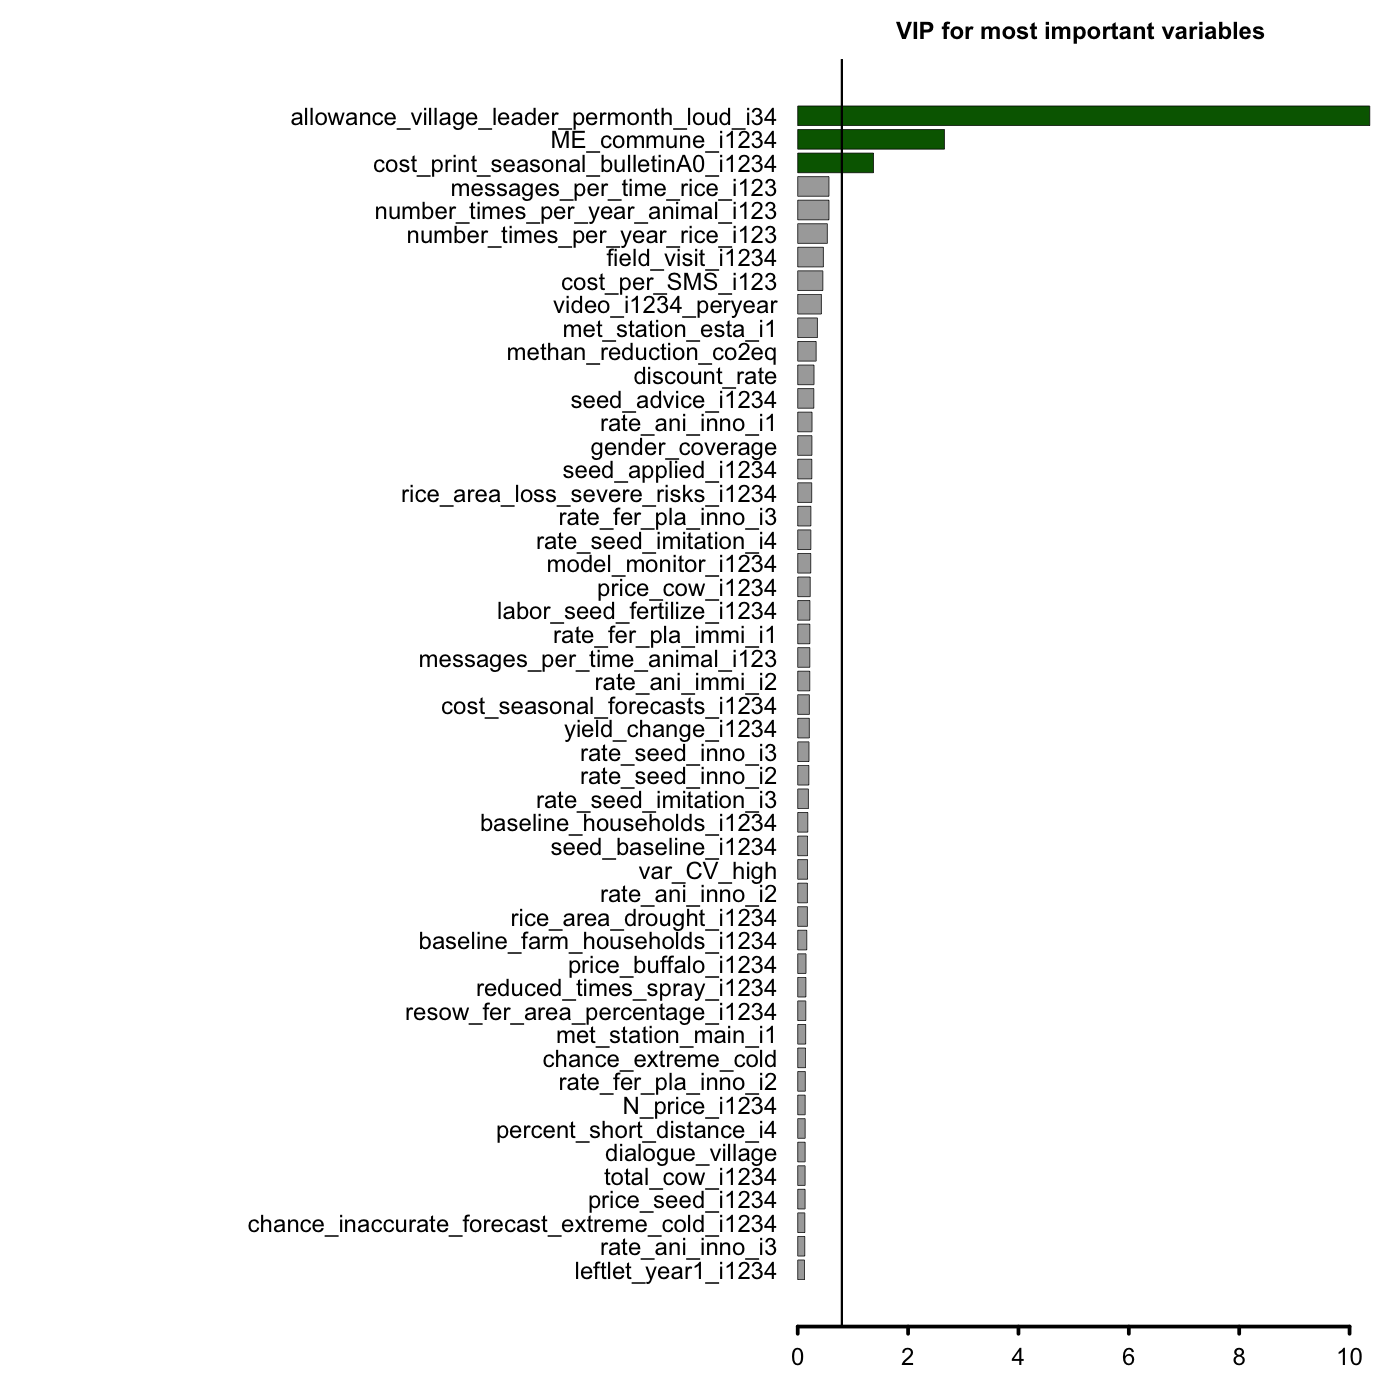 VIP for most important variables
allowance_village_leader_permonth_loud_i34
ME_commune_i1234
cost_print_seasonal_bulletinA0_i1234
messages_per_time_rice_i123
number_times_per_year_animal_i123
number_times_per_year_rice_i123
field_visit_i1234
cost_per_SMS_i123
video_i1234_peryear
met_station_esta_i1
methan_reduction_co2eq
discount_rate
seed_advice_i1234
rate_ani_inno_i1
gender_coverage
seed_applied_i1234
rice_area_loss_severe_risks_i1234
rate_fer_pla_inno_i3
rate_seed_imitation_i4
model_monitor_i1234
price_cow_i1234
labor_seed_fertilize_i1234
rate_fer_pla_immi_i1
messages_per_time_animal_i123
rate_ani_immi_i2
cost_seasonal_forecasts_i1234
yield_change_i1234
rate_seed_inno_i3
rate_seed_inno_i2
rate_seed_imitation_i3
baseline_households_i1234
seed_baseline_i1234
var_CV_high
rate_ani_inno_i2
rice_area_drought_i1234
baseline_farm_households_i1234
price_buffalo_i1234
reduced_times_spray_i1234
resow_fer_area_percentage_i1234
met_station_main_i1
chance_extreme_cold
rate_fer_pla_inno_i2
N_price_i1234
percent_short_distance_i4
dialogue_village
total_cow_i1234
price_seed_i1234
chance_inaccurate_forecast_extreme_cold_i1234
rate_ani_inno_i3
leftlet_year1_i1234
0 2 4 6 8 10